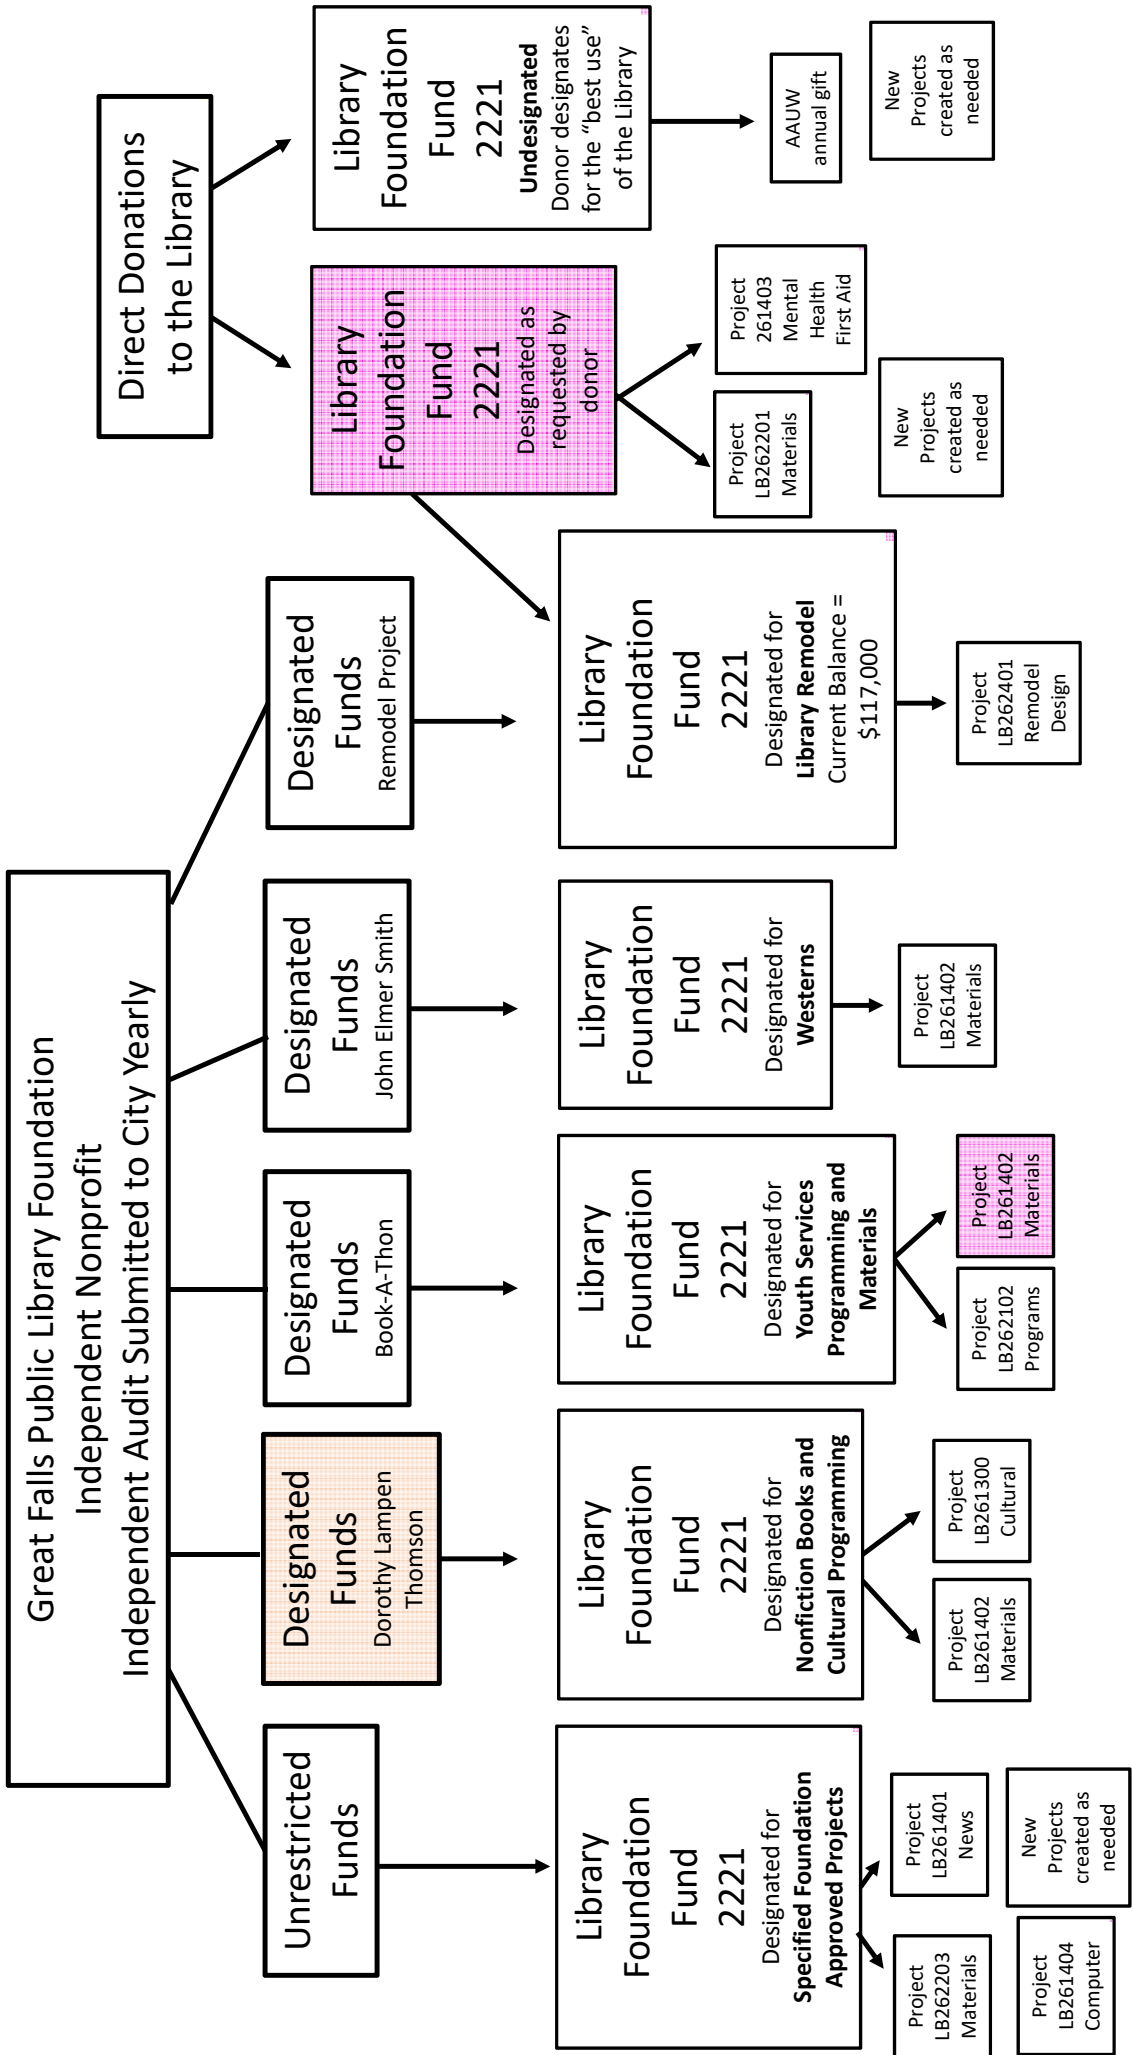 Great Falls Public Library Foundation
Independent Nonprofit
Independent Audit Submitted to City Yearly
Direct Donations
to the Library
Unrestricted
Funds
Designated
Funds
Dorothy Lampen
Thomson
Designated
Funds
Book-A-Thon
Designated
Funds
John Elmer Smith
Designated
Funds
Remodel Project
Library
Foundation
Fund
2221
Designated as
requested by
donor
Library
Foundation
Fund
2221
Undesignated
Donor designates
for the “best use”
of the Library
Library
Foundation
Fund
2221
Designated for
Specified Foundation
Approved Projects
Library
Foundation
Fund
2221
Designated for
Nonfiction Books and
Cultural Programming
Library
Foundation
Fund
2221
Designated for
Youth Services
Programming and
Materials
Library
Foundation
Fund
2221
Designated for
Westerns
Library
Foundation
Fund
2221
Designated for
Library Remodel
Current Balance =
$117,000
Project
LB262203
Materials
Project
LB261401
News
Project
LB261404
Computer
New
Projects
created as
needed
Project
LB261402
Materials
Project
LB261300
Cultural
Project
LB262102
Programs
Project
LB261402
Materials
Project
LB261402
Materials
Project
LB262401
Remodel
Design
Project
LB262201
Materials
Project
261403
Mental
Health
First Aid
New
Projects
created as
needed
AAUW
annual gift
New
Projects
created as
needed